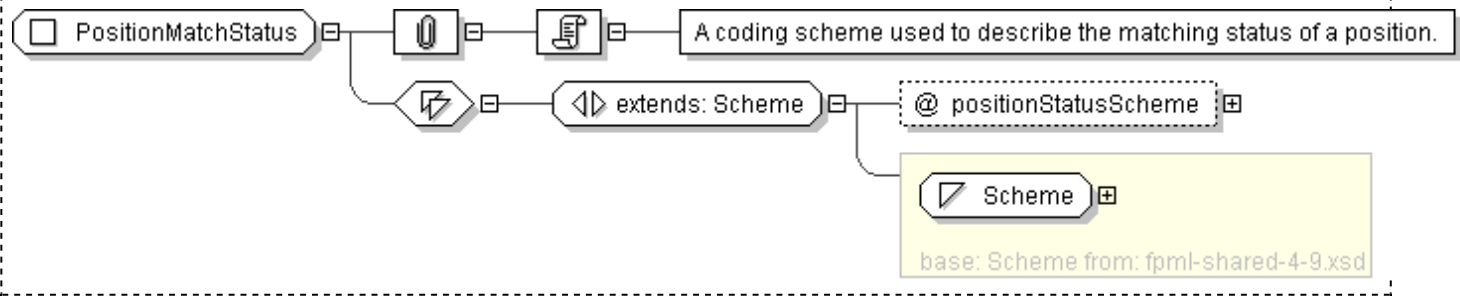 PositionMatchStatus
A coding scheme used to describe the matching status of a position.
extends: Scheme
@ positionStatusScheme
Scheme
base: Scheme from: fpml-shared-4-9.xsd